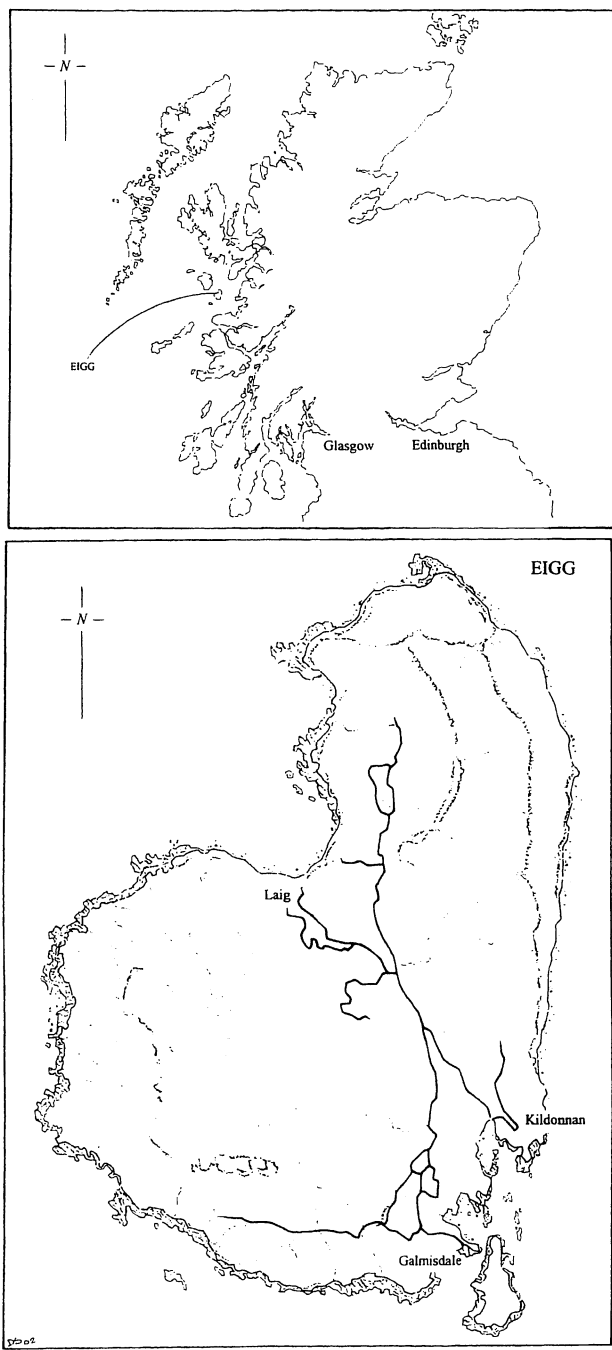 – N –
EIGG
Glasgow Edinburgh
EIGG
– N –
Laig
Kildonnan
Galmisdale